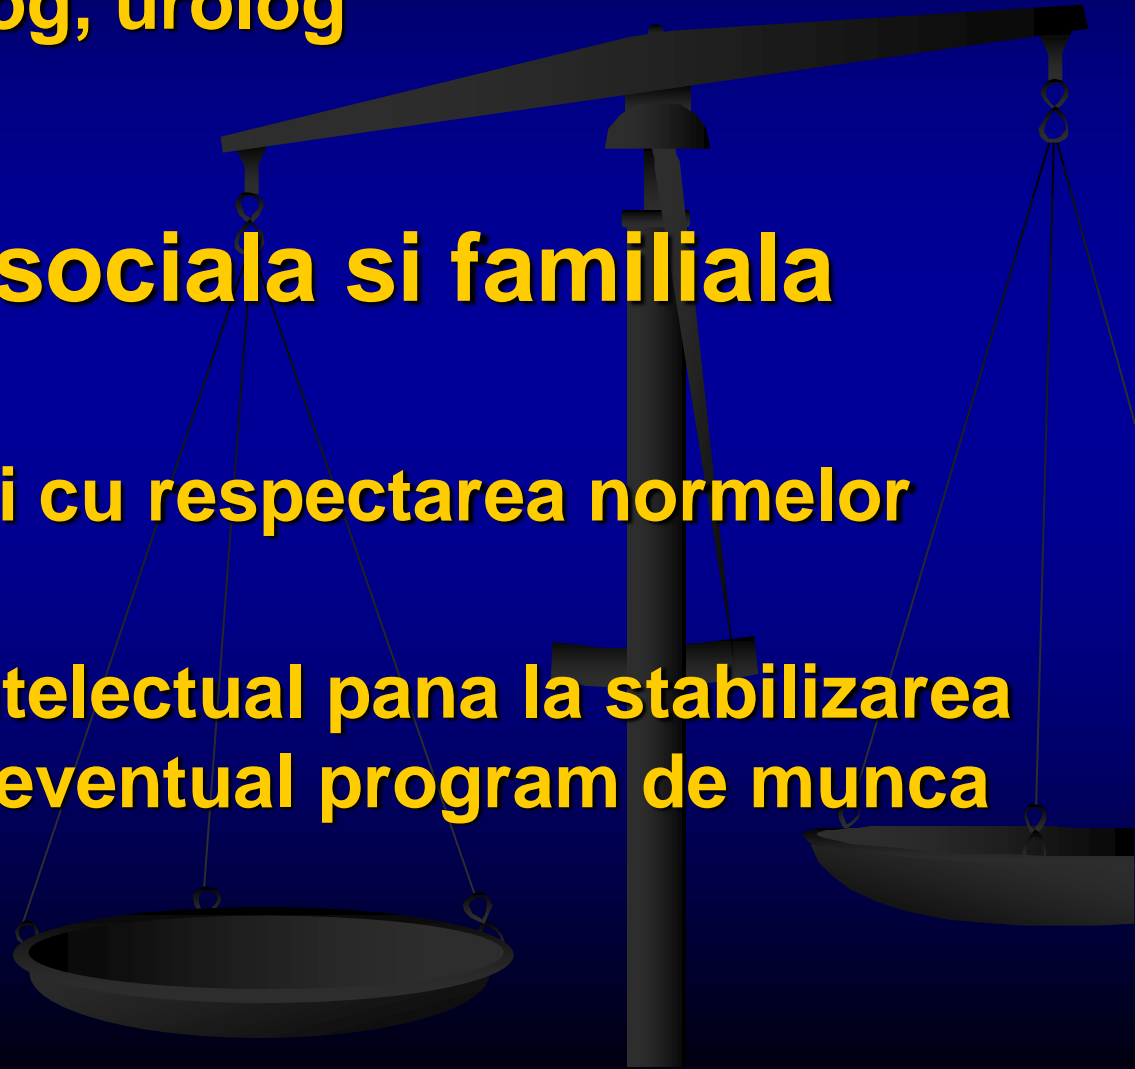 og, urolog
sociala si familiala
i cu respectarea normelor
telectual pana la stabilizarea
eventual program de munca